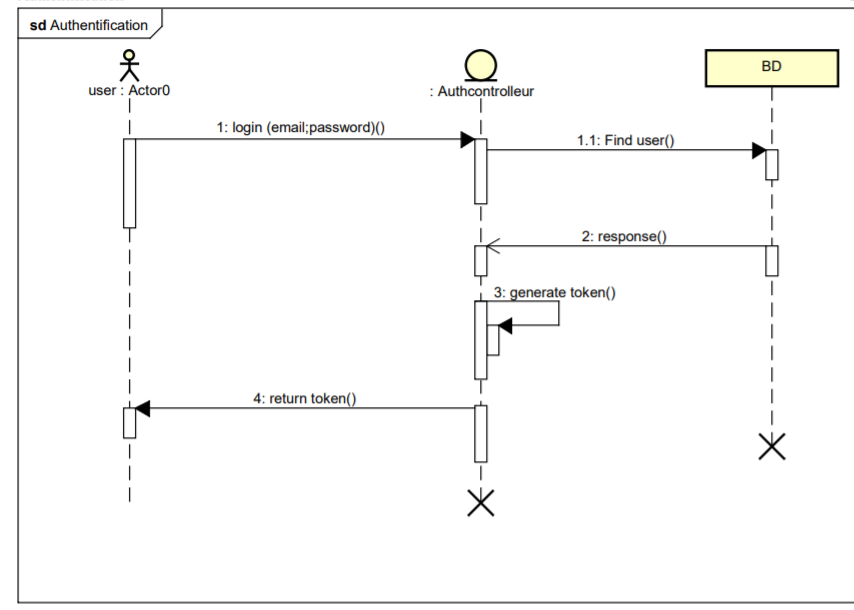 sd Authentification
user : Actor0
: Authcontrolleur
BD
1: login (email;password)()
1.1: Find user()
2: response()
3: generate token()
4: return token()